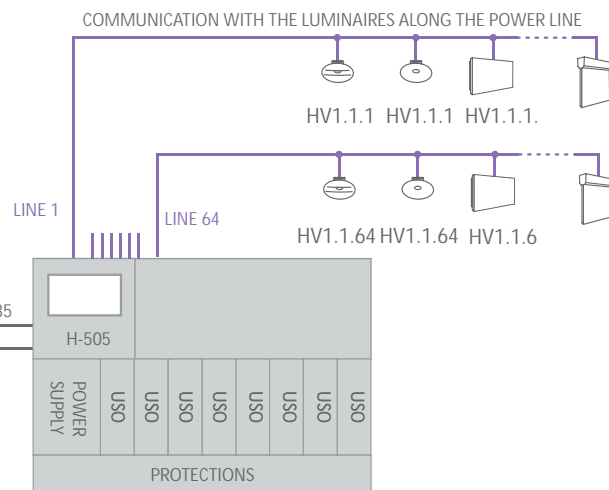 COMMUNICATION WITH THE LUMINAIRES ALONG THE POWER LINE
HV1.1.1 HV1.1.1 HV1.1.1.
LINE 1
LINE 64
HV1.1.64 HV1.1.64 HV1.1.6
H-505
POWER SUPPLY
USO USO USO USO USO USO USO USO
PROTECTIONS